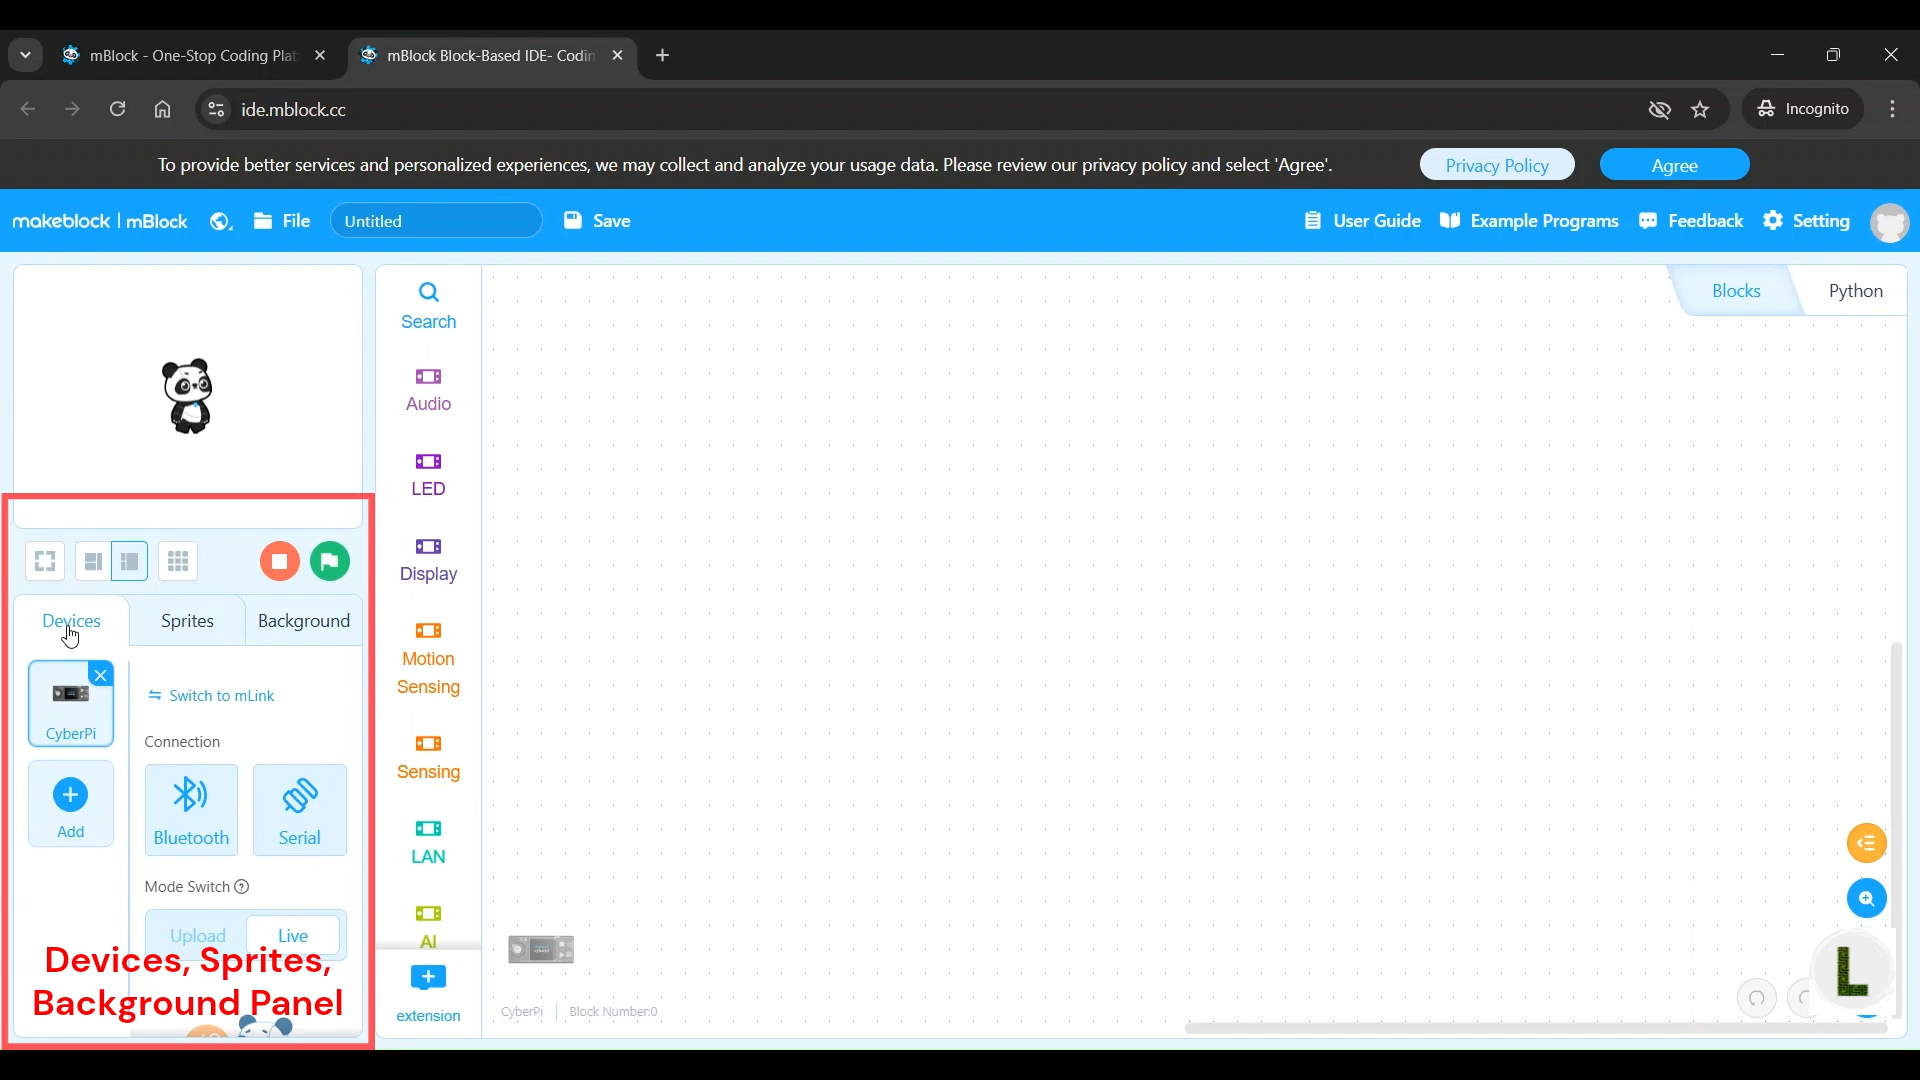 mBlock - One-Stop Coding Plat
mBlock Block-Based IDE- Codin
ide.mblock.cc
Incognito
To provide better services and personalized experiences, we may collect and analyze your usage data. Please review our privacy policy and select 'Agree'.
Privacy Policy
Agree
makeblock | mBlock
File
Untitled
Save
User Guide
Example Programs
Feedback
Setting
Search
Audio
LED
Display
Motion
Sensing
Sensing
LAN
AI
extension
Blocks
Python
Devices
Sprites
Background
CyberPi
Add
Switch to mLink
Connection
Bluetooth
Serial
Mode Switch
Upload
Live
Devices, Sprites,
Background Panel
CyberPi
Block Number:0
L